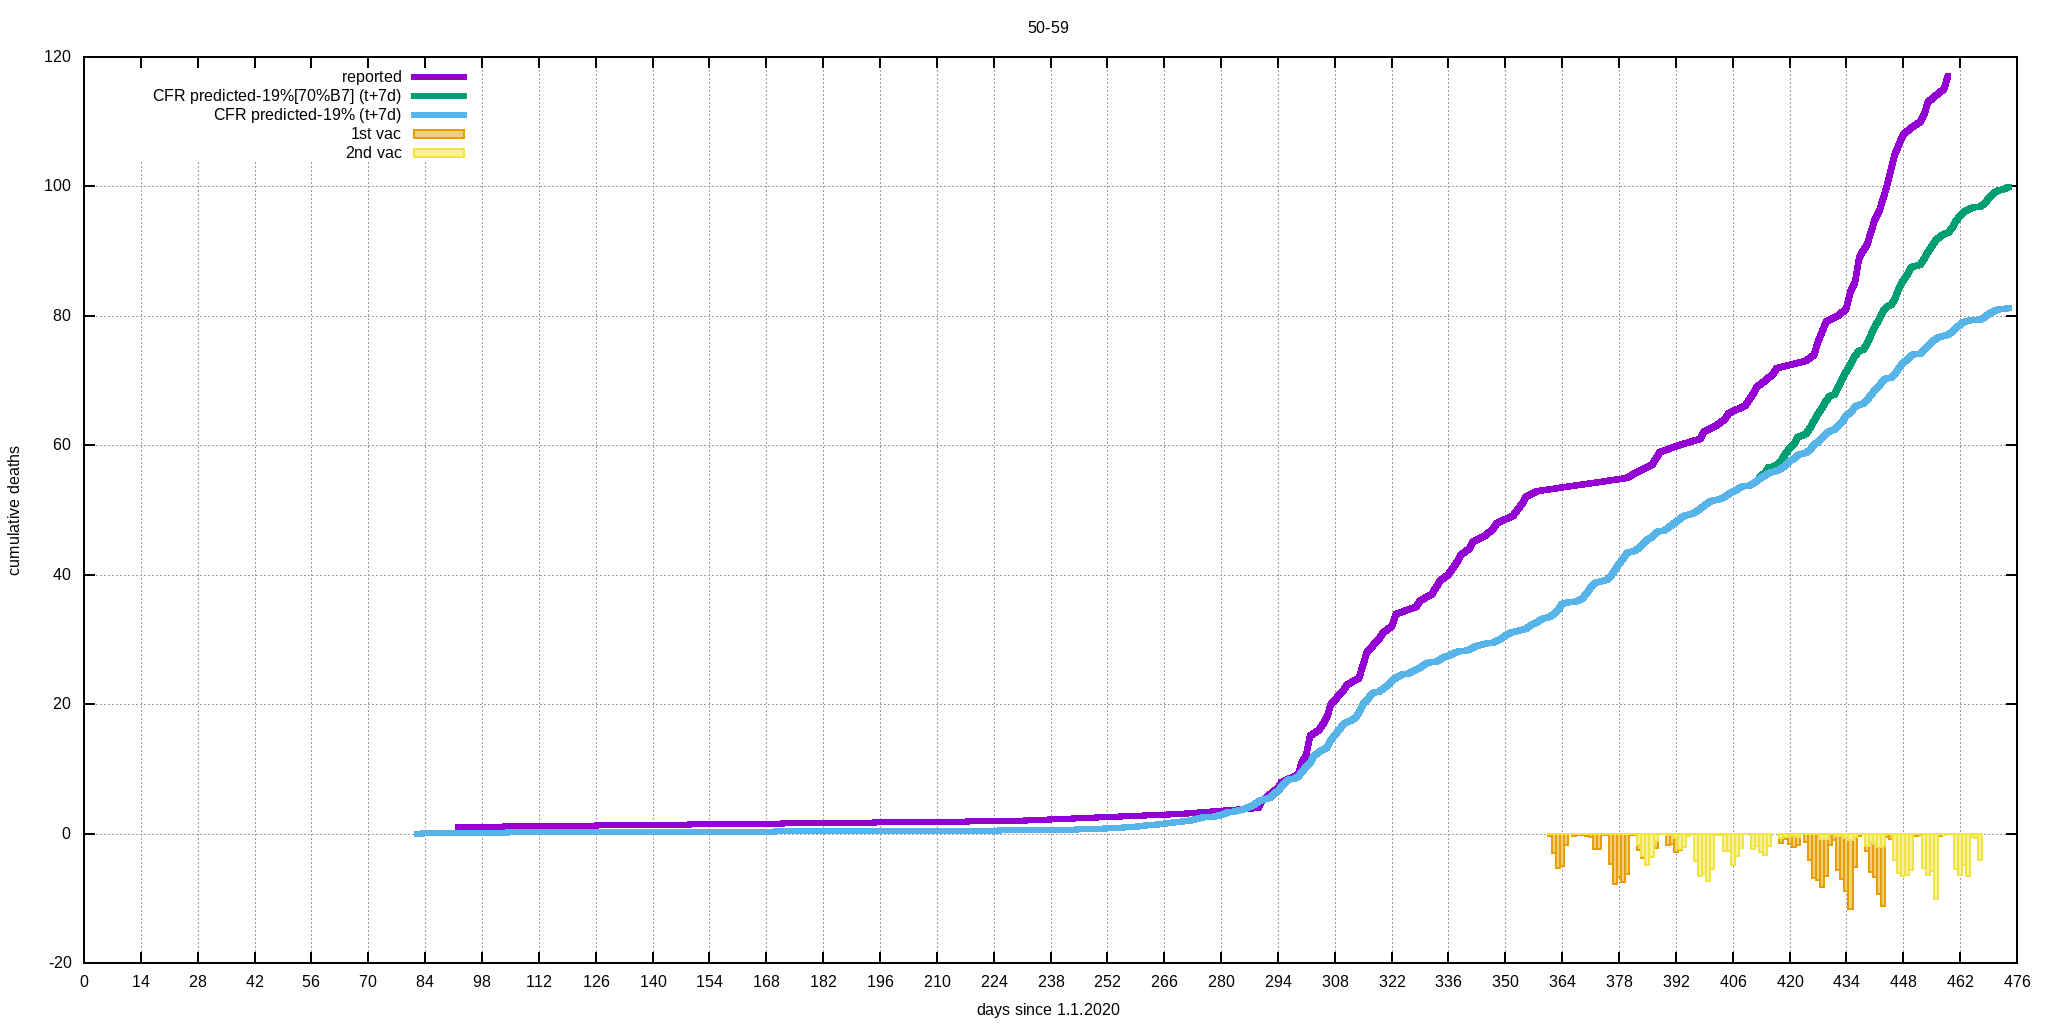 50-59
120
100
80
60
40
20
0
-20
reported
CFR predicted-19%[70%B7] (t+7d)
CFR predicted-19% (t+7d)
1st vac
2nd vac
cumulative deaths
0 14 28 42 56 70 84 98 112 126 140 154 168 182 196 210 224 238 252 266 280 294 308 322 336 350 364 378 392 406 420 434 448 462 476
days since 1.1.2020